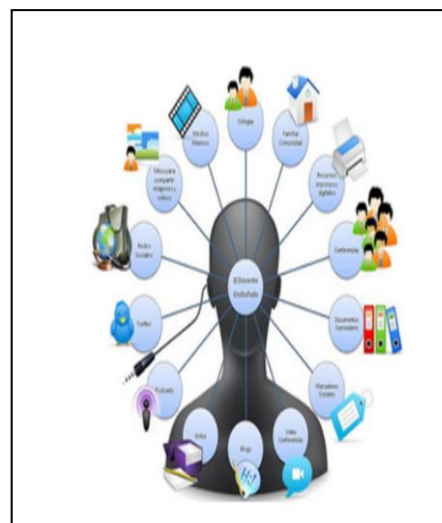 El Docente
Enchufado
Colegas
Familia/
Comunidad
Recursos
impresos y
digitales
Conferencias
Documentos
Curriculares
Marcadores
Sociales
Video
Conferencias
Blogs
Wikis
Podcasts
Twitter
Redes
Sociales
Sitios para
compartir
imágenes y
videos
Medios
Masivos